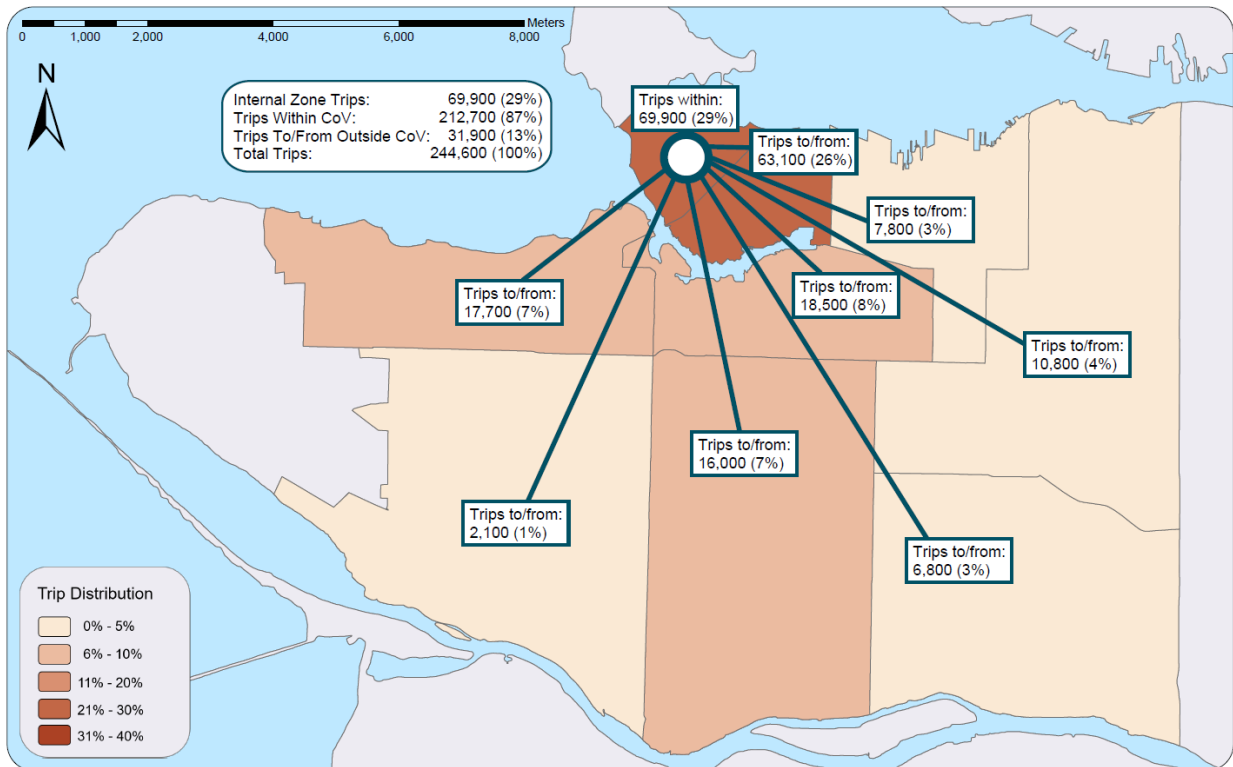 Meters
0 1,000 2,000 4,000 6,000 8,000
N
Internal Zone Trips: 69,900 (29%)
Trips Within CoV: 212,700 (87%)
Trips To/From Outside CoV: 31,900 (13%)
Total Trips: 244,600 (100%)
Trips within:
69,900 (29%)
Trips to/from:
63,100 (26%)
Trips to/from:
7,800 (3%)
Trips to/from:
17,700 (7%)
Trips to/from:
18,500 (8%)
Trips to/from:
10,800 (4%)
Trips to/from:
16,000 (7%)
Trips to/from:
2,100 (1%)
Trips to/from:
6,800 (3%)
Trip Distribution
0% - 5%
6% - 10%
11% - 20%
21% - 30%
31% - 40%